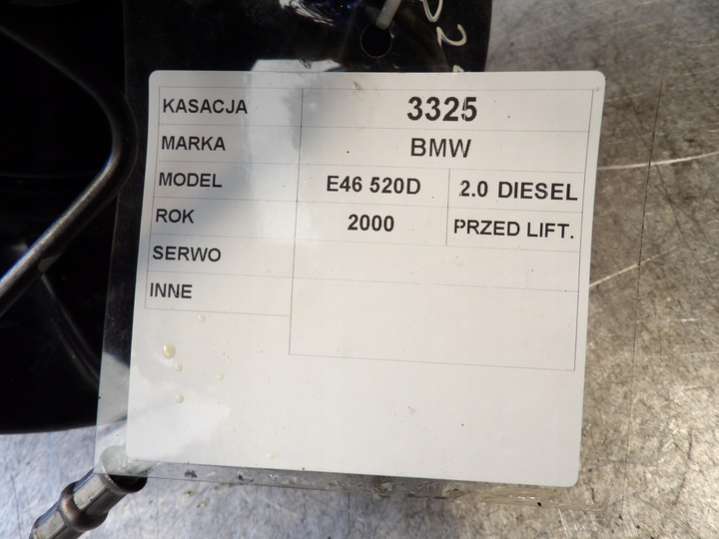 KASACJA 3325
MARKA BMW
MODEL E46 520D 2.0 DIESEL
ROK 2000 PRZED LIFT.
SERWO
INNE